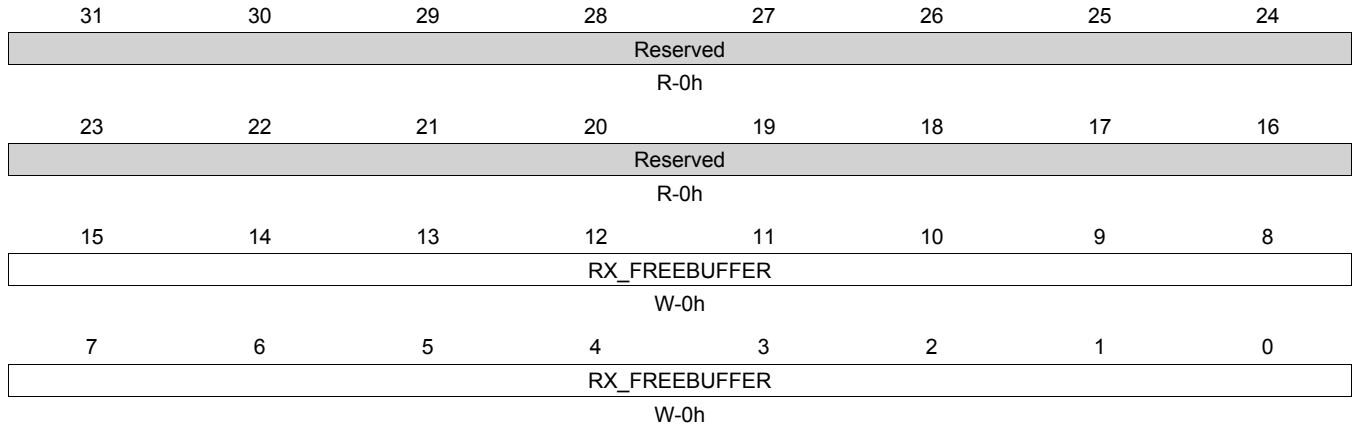 31 30 29 28 27 26 25 24
Reserved
R-0h
23 22 21 20 19 18 17 16
Reserved
R-0h
15 14 13 12 11 10 9 8
RX_FREEBUFFER
W-0h
7 6 5 4 3 2 1 0
RX_FREEBUFFER
W-0h